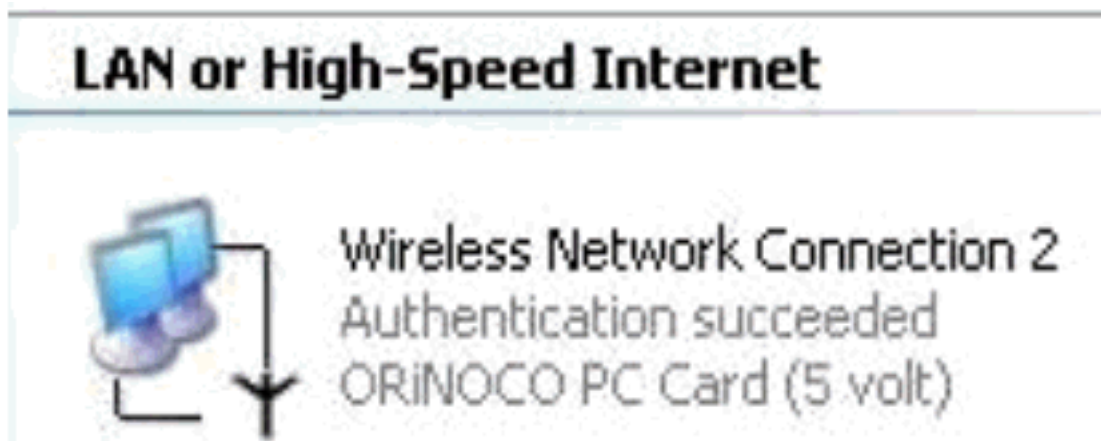 LAN or High-Speed Internet
Wireless Network Connection 2
Authentication succeeded
ORiNOCO PC Card (5 volt)